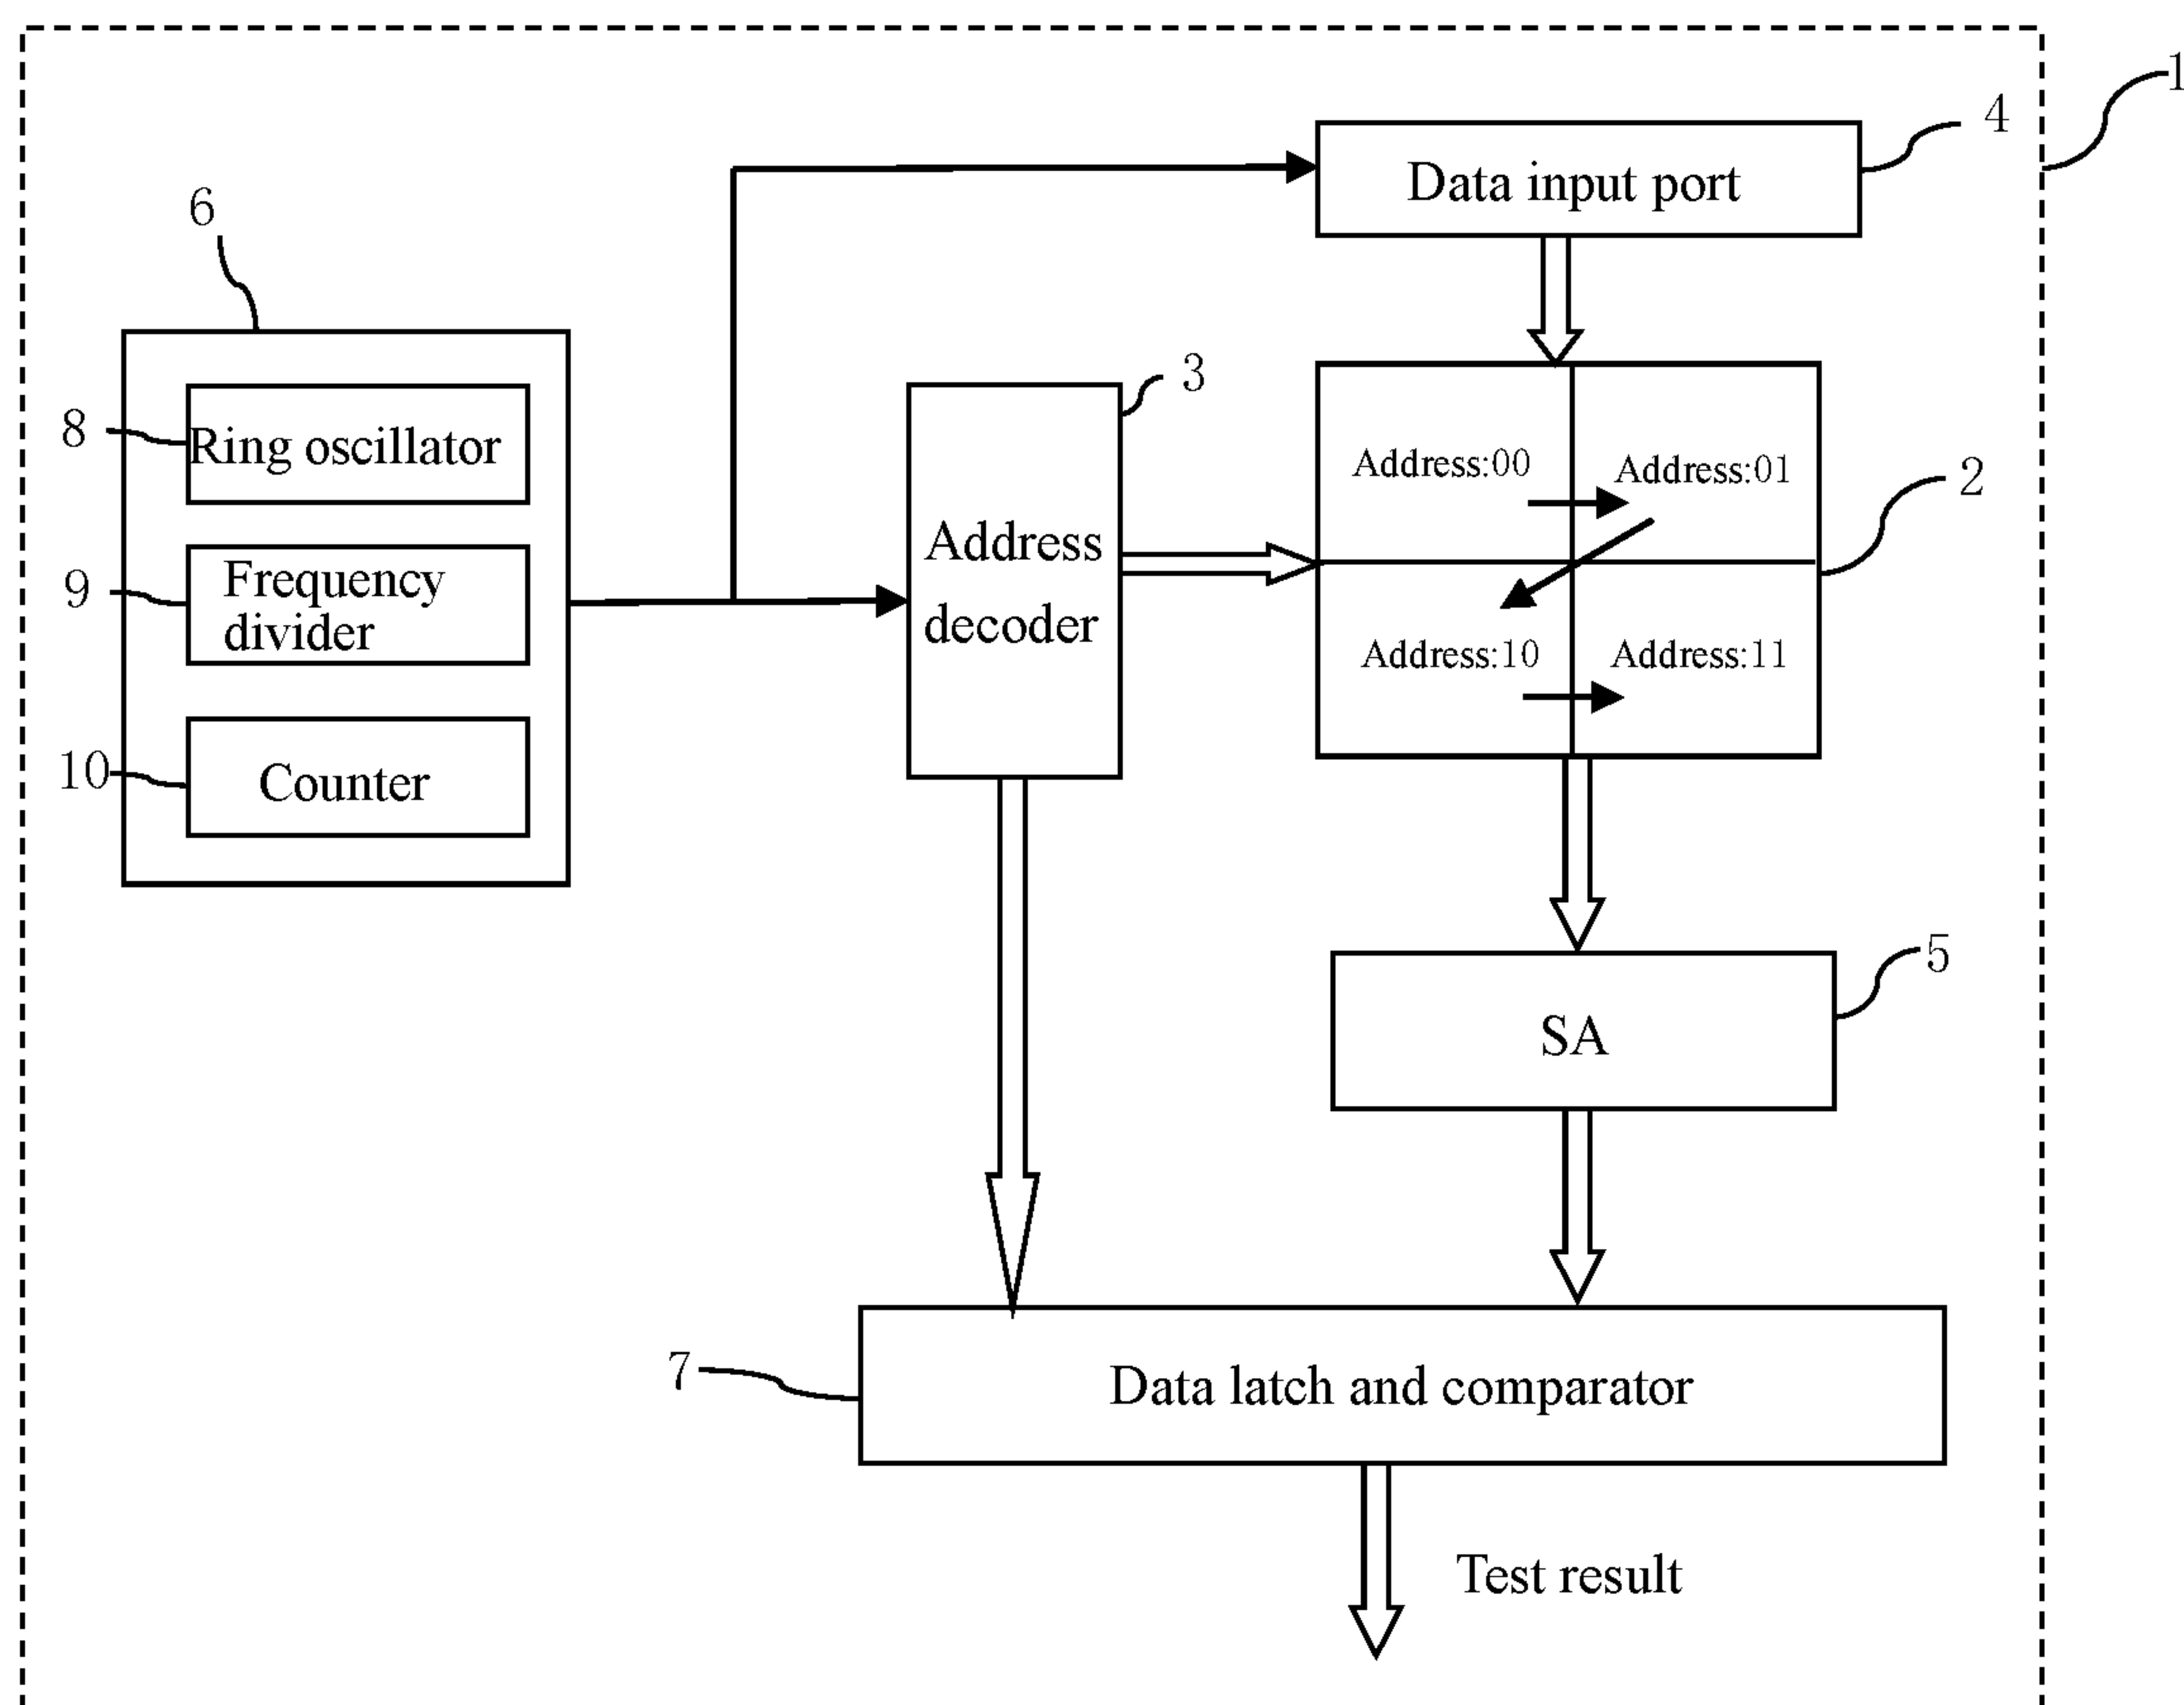 1
4
Data input port
6
3
8
Ring oscillator
Address:00
Address:01
2
Address
decoder
9
Frequency
divider
Address:10
Address:11
10
Counter
5
SA
7
Data latch and comparator
Test result